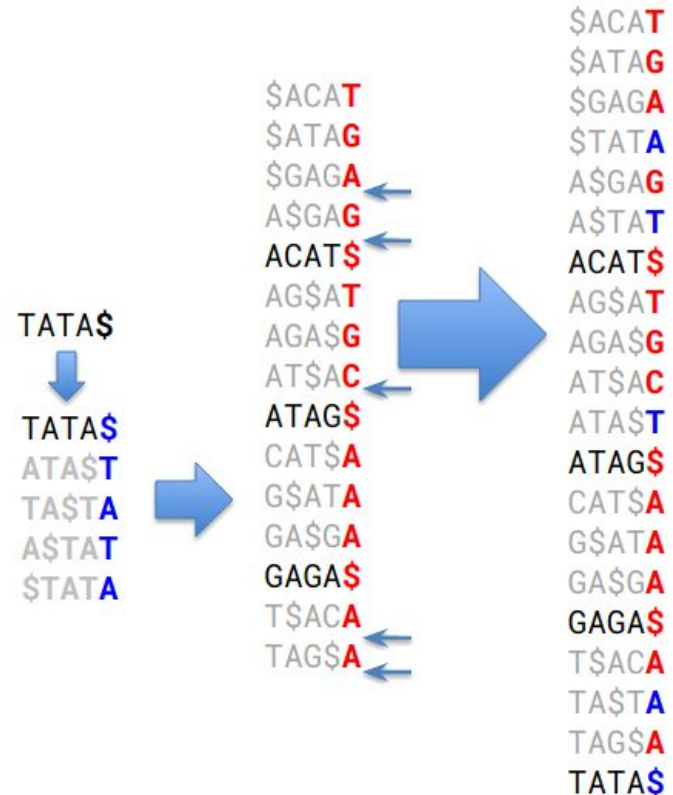 TATA$
TATA$
ATA$T
TA$TA
A$TAT
$TATA
$ACAT
$ATAG
$GAGA
A$GAG
ACAT$
AG$AT
AGA$G
AT$AC
ATAG$
CAT$A
G$ATA
GA$GA
GAGA$
T$ACA
TAG$A
$ACAT
$ATAG
$GAGA
$TATA
A$GAG
A$TAT
ACAT$
AG$AT
AGA$G
AT$AC
ATA$T
ATAG$
CAT$A
G$ATA
GA$GA
GAGA$
T$ACA
TA$TA
TAG$A
TATA$